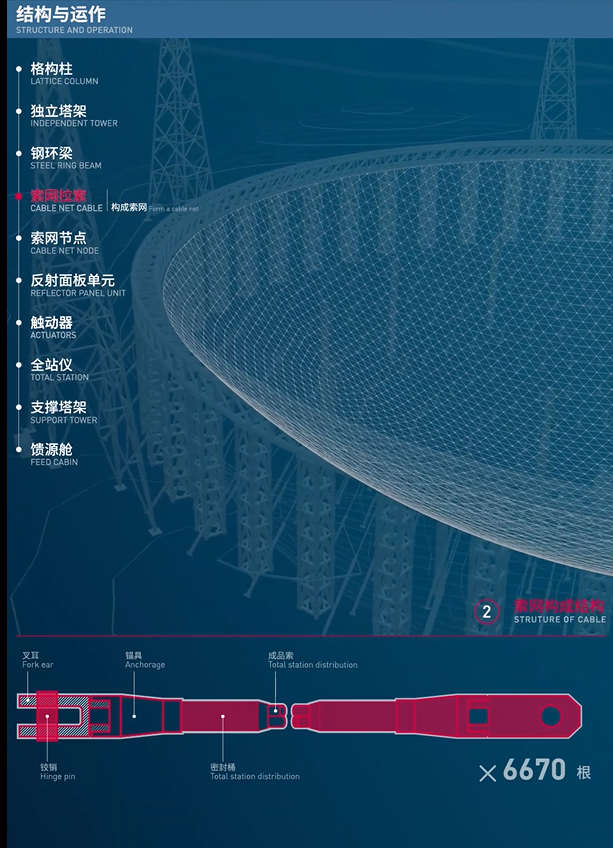 结构与运作
STRUCTURE AND OPERATION
格构柱
LATTICE COLUMN
独立塔架
INDEPENDENT TOWER
钢环梁
STEEL RING BEAM
索网拉索
CABLE NET CABLE 构成索网 Form a cable net
索网节点
CABLE NET NODE
反射面板单元
REFLECTOR PANEL UNIT
触动器
ACTUATORS
全站仪
TOTAL STATION
支撑塔架
SUPPORT TOWER
馈源舱
FEED CABIN
2 索网构成结构
STRUTURE OF CABLE
叉耳 锚具 成品索
Fork ear Anchorage Total station distribution
铰销 密封桶
Hinge pin Total station distribution
×6670 根